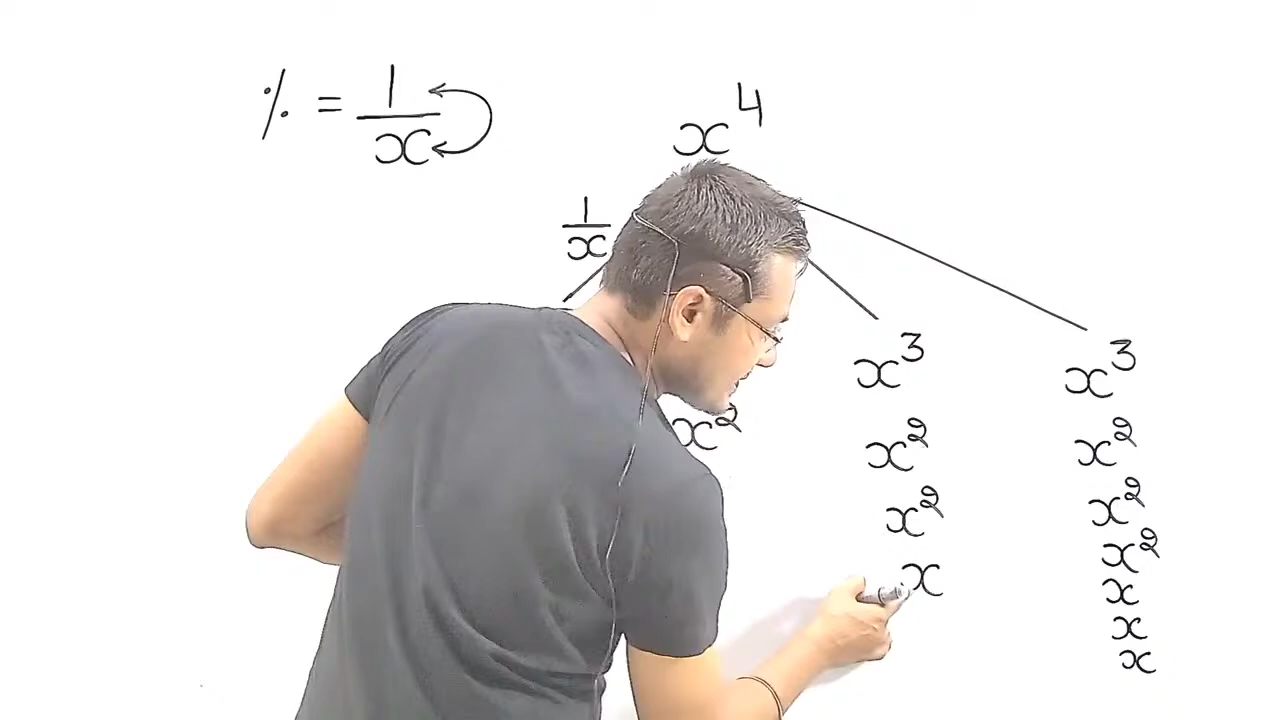 % = 1/x
x⁴
1/x
x³ x³
x² x² x²
x² x²
x²
x x
x
x